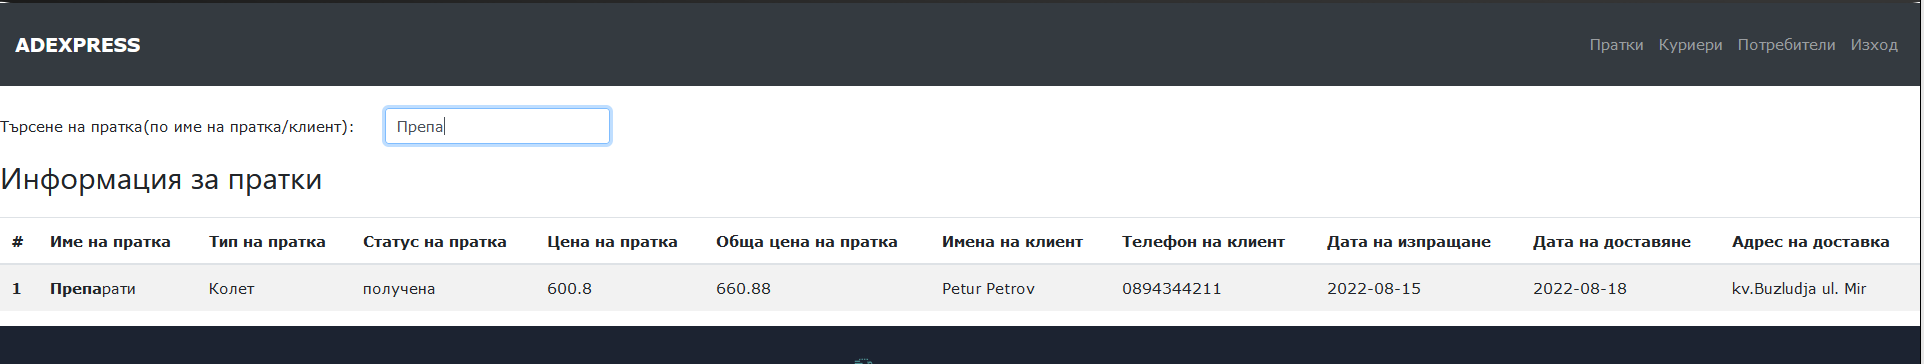 ADEXPRESS Пратки Куриери Потребители Изход
Търсене на пратка(по име на пратка/клиент): Препа
Информация за пратки
# Име на пратка Тип на пратка Статус на пратка Цена на пратка Обща цена на пратка Имена на клиент Телефон на клиент Дата на изпращане Дата на доставяне Адрес на доставка
1 Препарати Колет получена 600.8 660.88 Petur Petrov 0894344211 2022-08-15 2022-08-18 kv.Buzludja ul. Mir